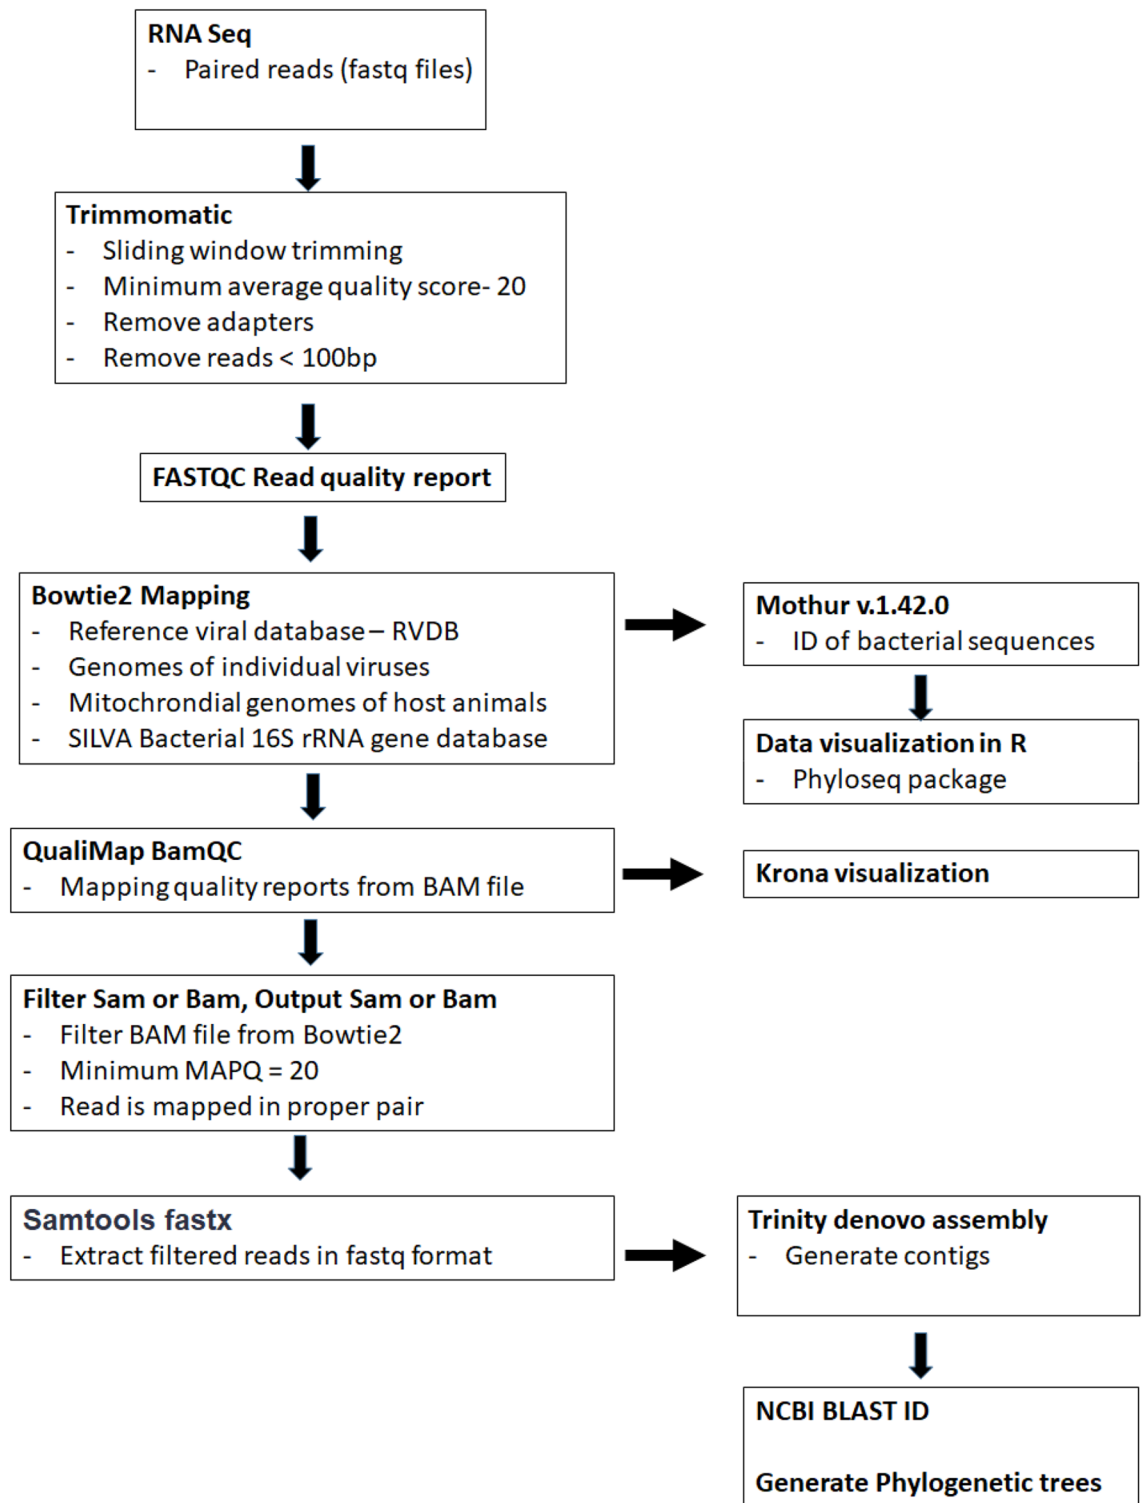 RNA Seq
- Paired reads (fastq files)
Trimmomatic
- Sliding window trimming
- Minimum average quality score- 20
- Remove adapters
- Remove reads < 100bp
FASTQC Read quality report
Bowtie2 Mapping
- Reference viral database – RVDB
- Genomes of individual viruses
- Mitochrondial genomes of host animals
- SILVA Bacterial 16S rRNA gene database
Mothur v.1.42.0
- ID of bacterial sequences
Data visualization in R
- Phyloseq package
QualiMap BamQC
- Mapping quality reports from BAM file
Krona visualization
Filter Sam or Bam, Output Sam or Bam
- Filter BAM file from Bowtie2
- Minimum MAPQ = 20
- Read is mapped in proper pair
Samtools fastx
- Extract filtered reads in fastq format
Trinity denovo assembly
- Generate contigs
NCBI BLAST ID
Generate Phylogenetic trees